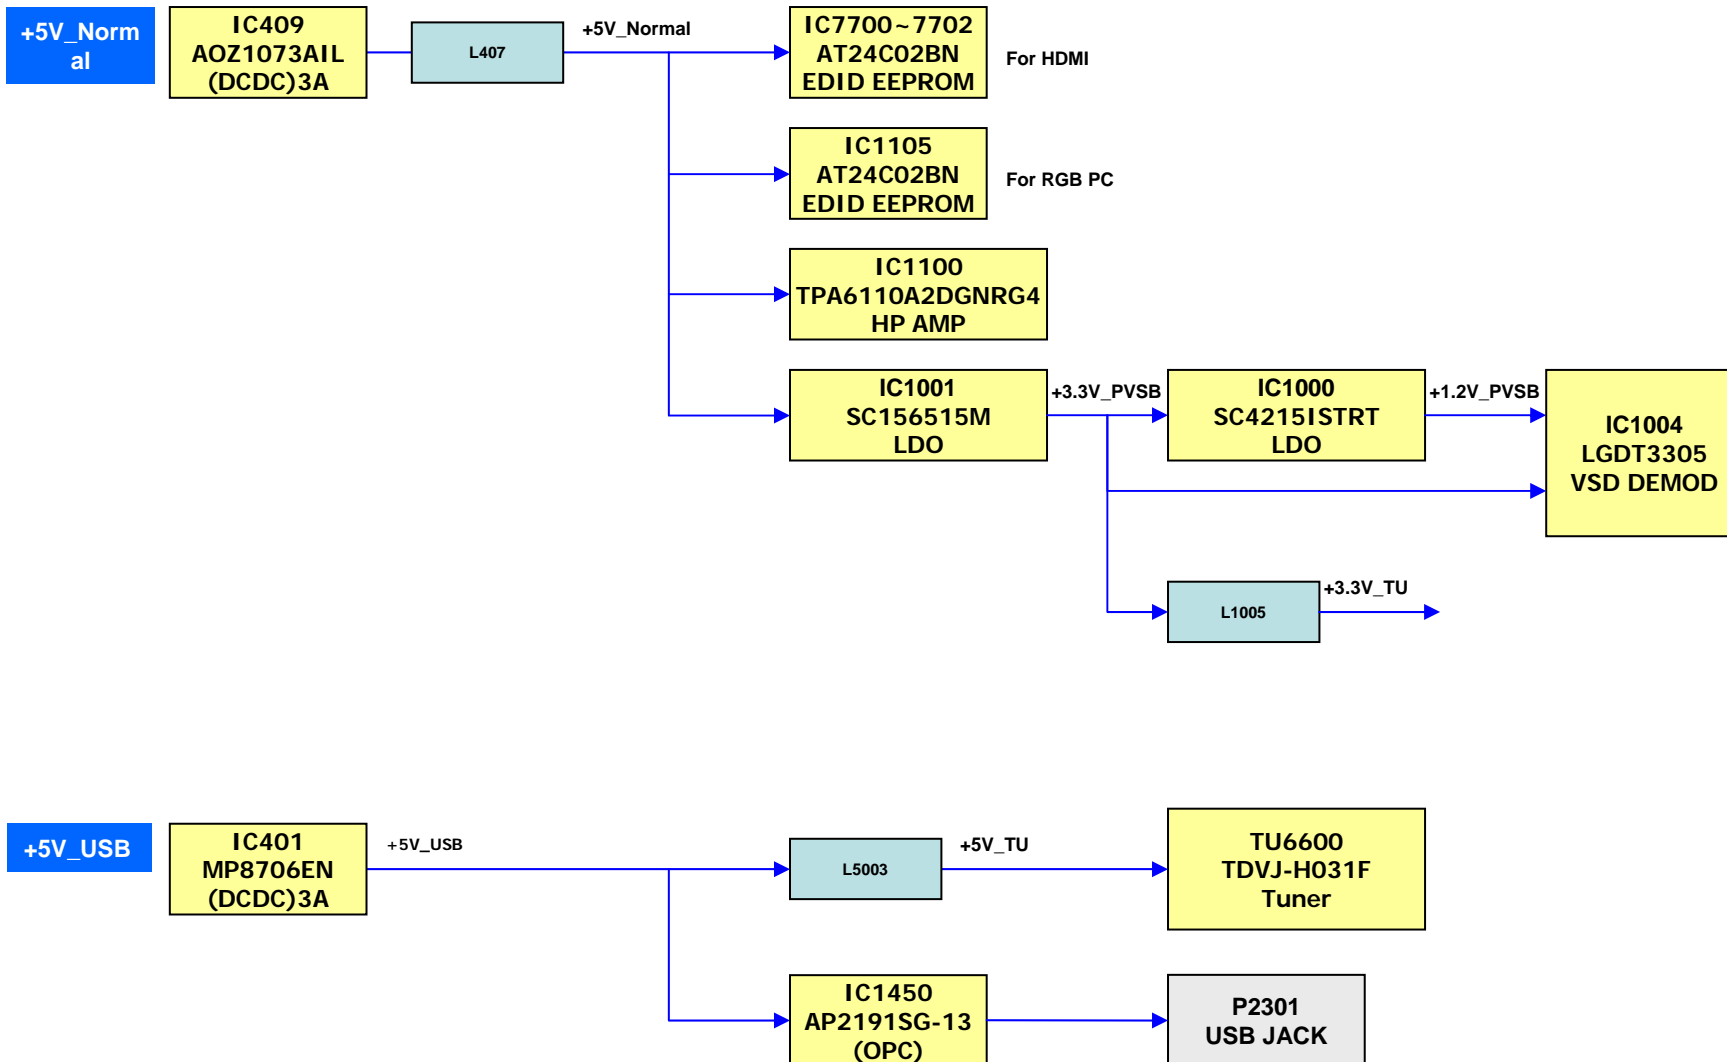 +5V_Norm
al
IC409
AOZ1073AIL
(DCDC)3A
L407
+5V_Normal
IC7700~7702
AT24C02BN
EDID EEPROM
For HDMI
IC1105
AT24C02BN
EDID EEPROM
For RGB PC
IC1100
TPA6110A2DGNRG4
HP AMP
IC1001
SC156515M
LDO
+3.3V_PVSB
IC1000
SC4215ISTRT
LDO
+1.2V_PVSB
IC1004
LGDT3305
VSD DEMOD
L1005
+3.3V_TU
+5V_USB
IC401
MP8706EN
(DCDC)3A
+5V_USB
L5003
+5V_TU
TU6600
TDVJ-H031F
Tuner
IC1450
AP2191SG-13
(OPC)
P2301
USB JACK